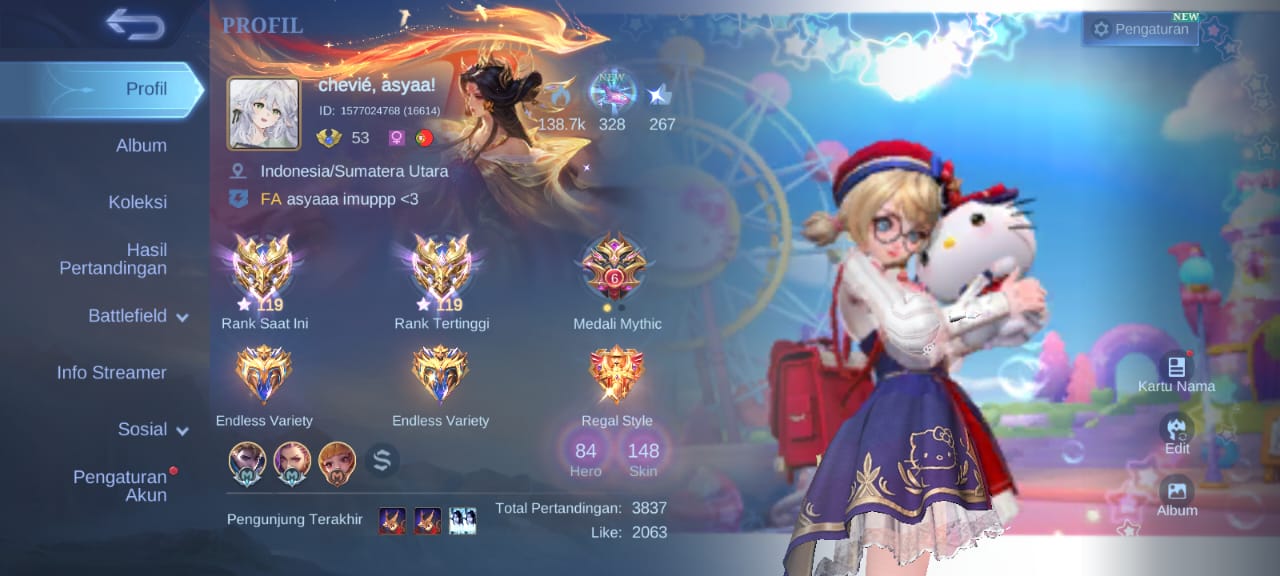 PROFIL
NEW
Pengaturan
Profil
Album
Koleksi
Hasil
Pertandingan
Battlefield
Info Streamer
Sosial
Pengaturan
Akun
chevié, asyaa!
ID: 1577024768 (16614)
53
NEW
138.7k 328 267
Indonesia/Sumatera Utara
FA asyaaa imuppp <3
119 119 6
Rank Saat Ini Rank Tertinggi Medali Mythic
Endless Variety Endless Variety Regal Style
84 148
Hero Skin
Pengunjung Terakhir
Total Pertandingan: 3837
Like: 2063
Kartu Nama
Edit
Album